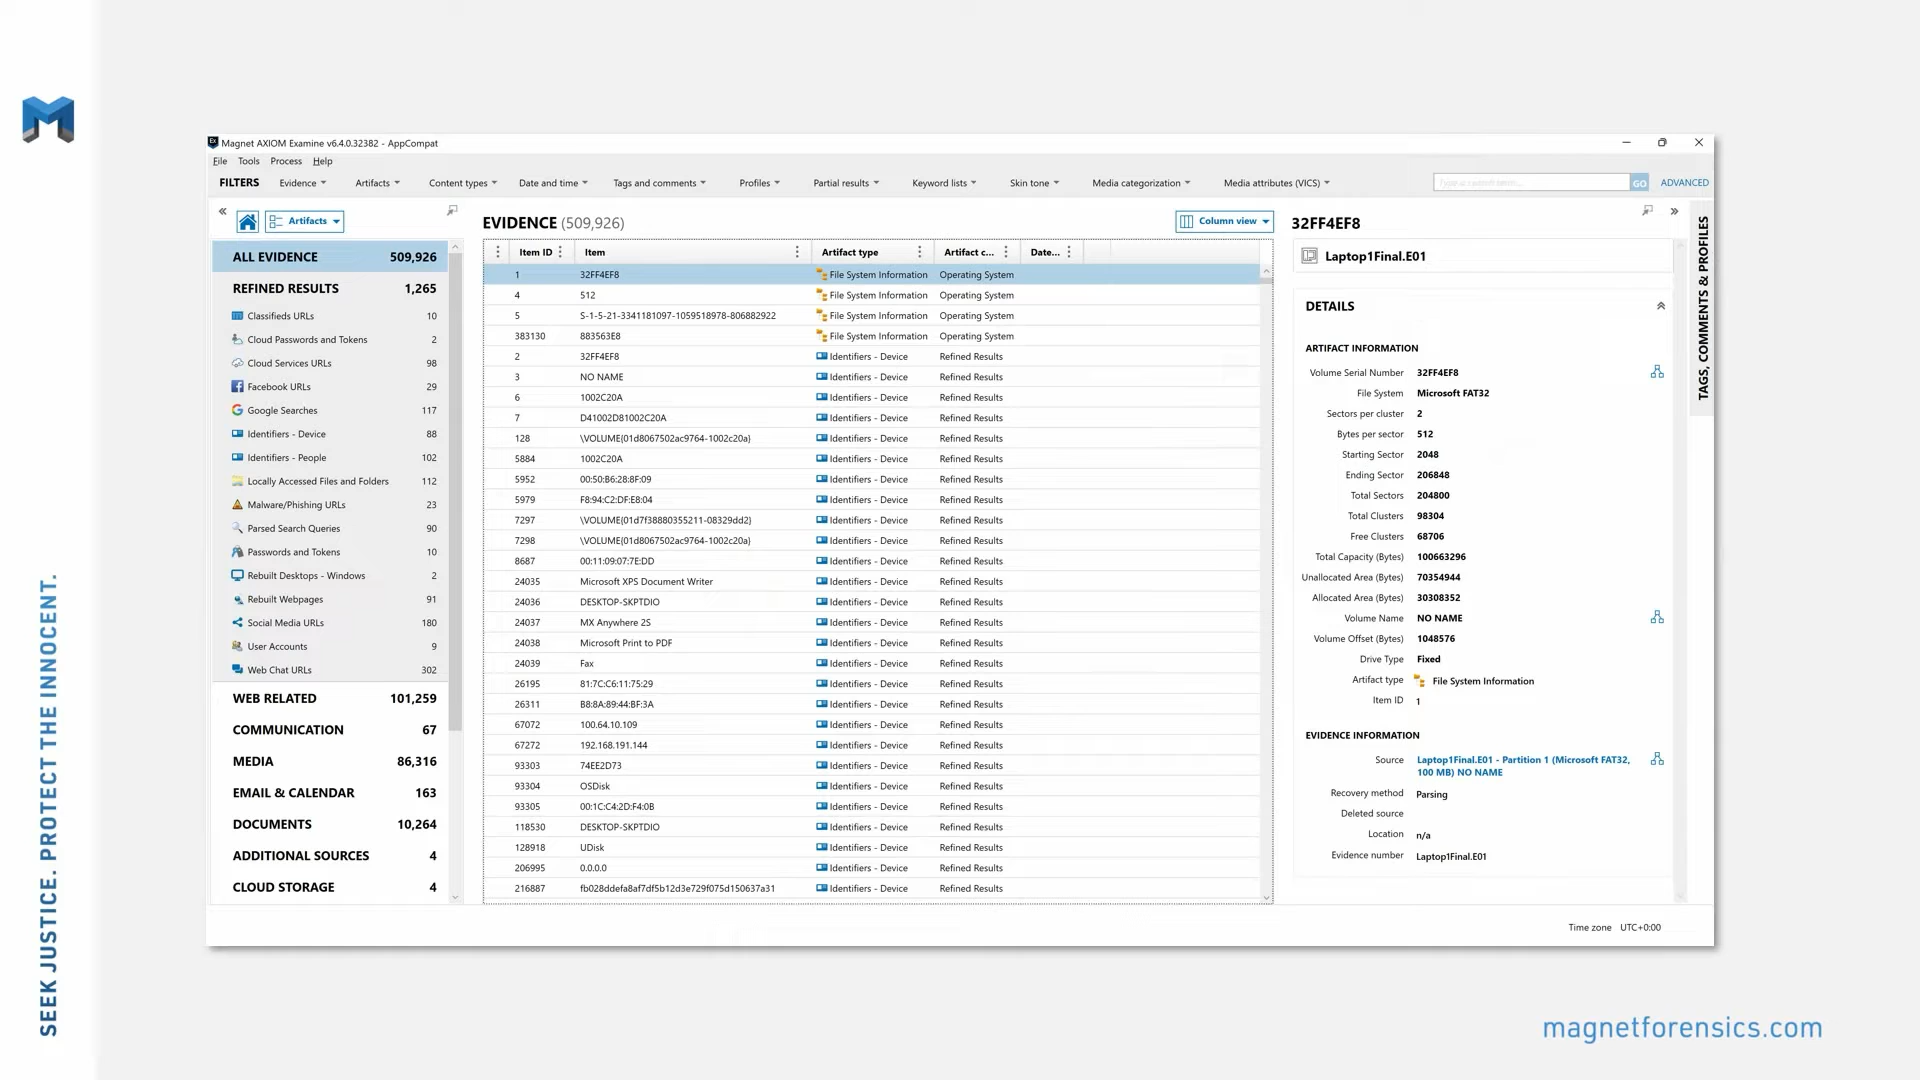 Magnet AXIOM Examine v6.4.0.32382 - AppCompat
File Tools Process Help
FILTERS Evidence Artifacts Content types Date and time Tags and comments Profiles Partial results Keyword lists Skin tone Media categorization Media attributes (VICS) GO ADVANCED
Artifacts
ALL EVIDENCE 509,926
REFINED RESULTS 1,265
Classifieds URLs 10
Cloud Passwords and Tokens 2
Cloud Services URLs 98
Facebook URLs 29
Google Searches 117
Identifiers - Device 88
Identifiers - People 102
Locally Accessed Files and Folders 112
Malware/Phishing URLs 23
Parsed Search Queries 90
Passwords and Tokens 10
Rebuilt Desktops - Windows 2
Rebuilt Webpages 91
Social Media URLs 180
User Accounts 9
Web Chat URLs 302
WEB RELATED 101,259
COMMUNICATION 67
MEDIA 86,316
EMAIL & CALENDAR 163
DOCUMENTS 10,264
ADDITIONAL SOURCES 4
CLOUD STORAGE 4
EVIDENCE (509,926)
Column view
Item ID Item Artifact type Artifact c... Date...
1 32FF4EF8 File System Information Operating System
4 512 File System Information Operating System
5 S-1-5-21-3341181097-1059518978-806882922 File System Information Operating System
383130 883563E8 File System Information Operating System
2 32FF4EF8 Identifiers - Device Refined Results
3 NO NAME Identifiers - Device Refined Results
6 1002C20A Identifiers - Device Refined Results
7 D41002D81002C20A Identifiers - Device Refined Results
128 \VOLUME{01d8067502ac9764-1002c20a} Identifiers - Device Refined Results
5884 1002C20A Identifiers - Device Refined Results
5952 00:50:B6:28:8F:09 Identifiers - Device Refined Results
5979 F8:94:C2:DF:E8:04 Identifiers - Device Refined Results
7297 \VOLUME{01d7f38880355211-08329dd2} Identifiers - Device Refined Results
7298 \VOLUME{01d8067502ac9764-1002c20a} Identifiers - Device Refined Results
8687 00:11:09:07:7E:DD Identifiers - Device Refined Results
24035 Microsoft XPS Document Writer Identifiers - Device Refined Results
24036 DESKTOP-SKPTDIO Identifiers - Device Refined Results
24037 MX Anywhere 2S Identifiers - Device Refined Results
24038 Microsoft Print to PDF Identifiers - Device Refined Results
24039 Fax Identifiers - Device Refined Results
26195 81:7C:C6:11:75:29 Identifiers - Device Refined Results
26311 B8:8A:89:44:BF:3A Identifiers - Device Refined Results
67072 100.64.10.109 Identifiers - Device Refined Results
67272 192.168.191.144 Identifiers - Device Refined Results
93303 74EE2D73 Identifiers - Device Refined Results
93304 OSDisk Identifiers - Device Refined Results
93305 00:1C:C4:2D:F4:0B Identifiers - Device Refined Results
118530 DESKTOP-SKPTDIO Identifiers - Device Refined Results
128918 UDisk Identifiers - Device Refined Results
206995 0.0.0.0 Identifiers - Device Refined Results
216887 fb028ddefa8af7df5b12d3e729f075d150637a31 Identifiers - Device Refined Results
32FF4EF8
Laptop1Final.E01
DETAILS
ARTIFACT INFORMATION
Volume Serial Number 32FF4EF8
File System Microsoft FAT32
Sectors per cluster 2
Bytes per sector 512
Starting Sector 2048
Ending Sector 206848
Total Sectors 204800
Total Clusters 98304
Free Clusters 68706
Total Capacity (Bytes) 100663296
Unallocated Area (Bytes) 70354944
Allocated Area (Bytes) 30308352
Volume Name NO NAME
Volume Offset (Bytes) 1048576
Drive Type Fixed
Artifact type File System Information
Item ID 1
EVIDENCE INFORMATION
Source Laptop1Final.E01 - Partition 1 (Microsoft FAT32,
100 MB) NO NAME
Recovery method Parsing
Deleted source
Location n/a
Evidence number Laptop1Final.E01
TAGS, COMMENTS & PROFILES
Time zone UTC+0:00
SEEK JUSTICE. PROTECT THE INNOCENT.
magnetforensics.com